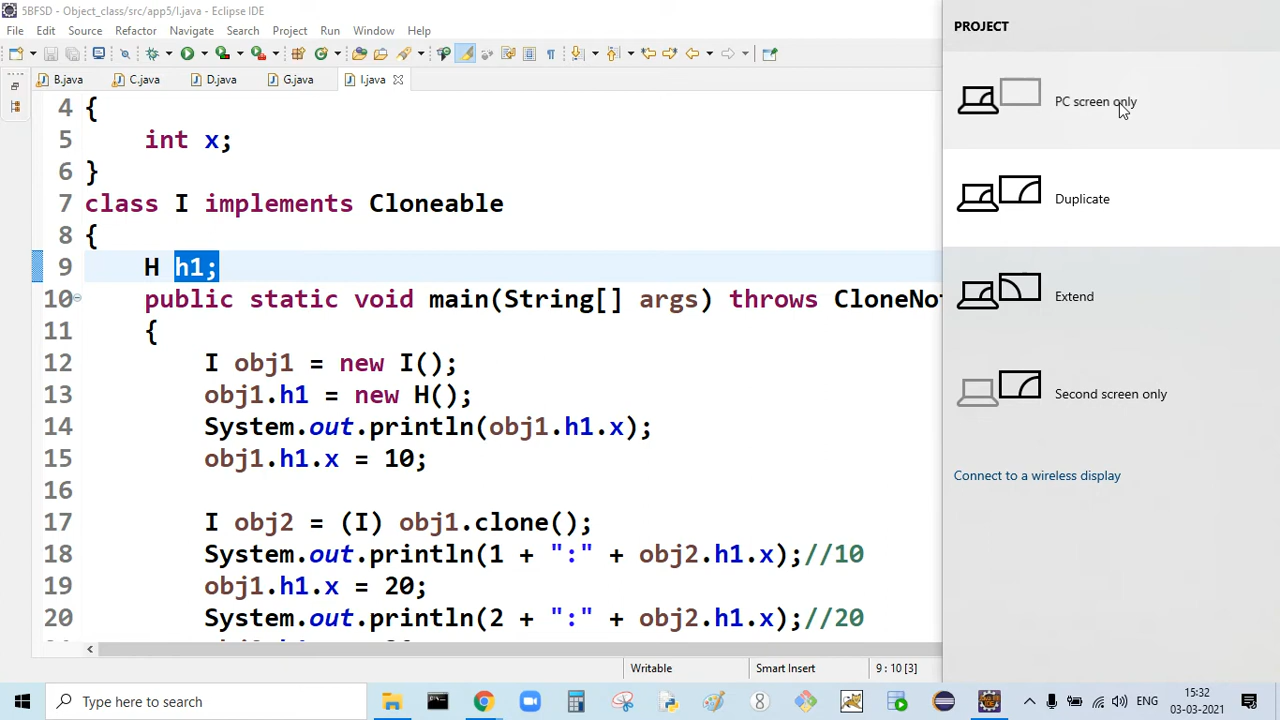 5BFSD - Object_class/src/app5/I.java - Eclipse IDE
File Edit Source Refactor Navigate Search Project Run Window Help
B.java C.java D.java G.java I.java
4 {
5 int x;
6 }
7 class I implements Cloneable
8 {
9 H h1;
10 public static void main(String[] args) throws CloneNo
11 {
12 I obj1 = new I();
13 obj1.h1 = new H();
14 System.out.println(obj1.h1.x);
15 obj1.h1.x = 10;
16
17 I obj2 = (I) obj1.clone();
18 System.out.println(1 + ":" + obj2.h1.x);//10
19 obj1.h1.x = 20;
20 System.out.println(2 + ":" + obj2.h1.x);//20
Writable Smart Insert 9 : 10 [3]
PROJECT
PC screen only
Duplicate
Extend
Second screen only
Connect to a wireless display
Type here to search
ENG
15:32
03-03-2021